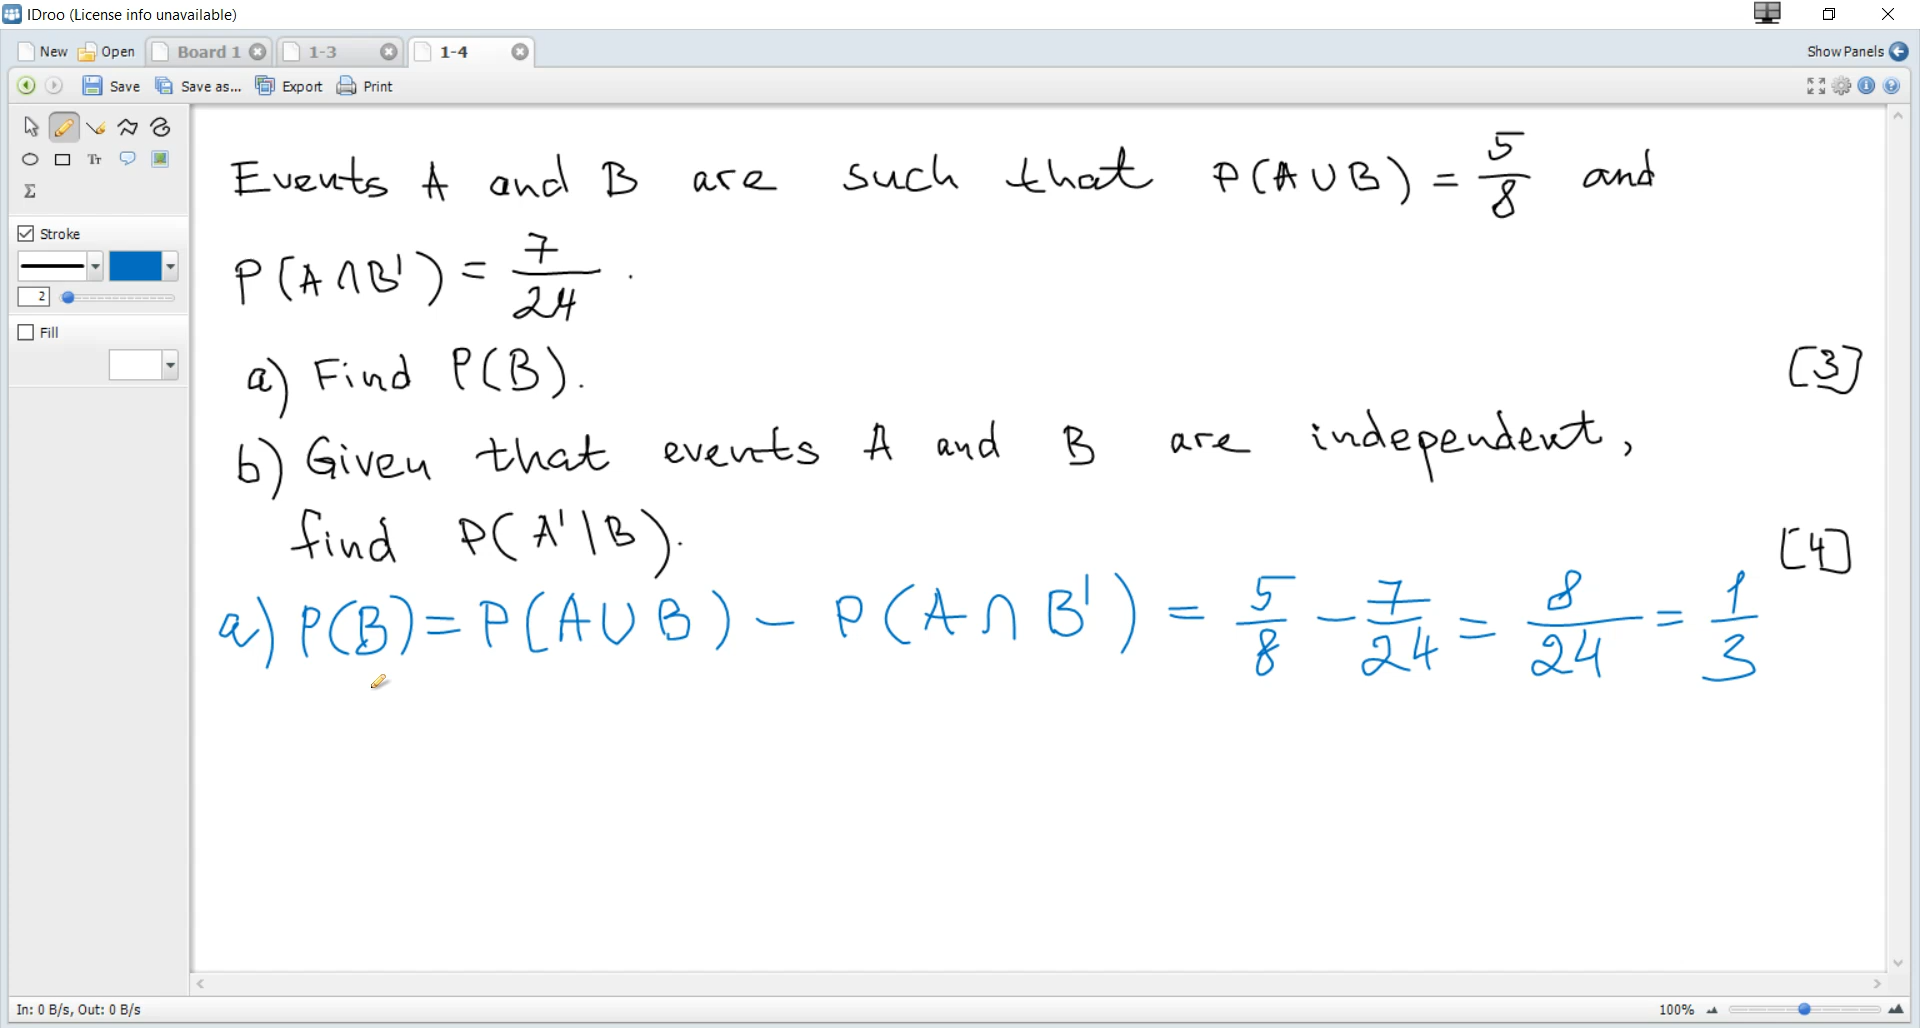 IDroo (License info unavailable)
New Open Board 1 1-3 1-4 Show Panels
Save Save as... Export Print
Tт
Σ
Stroke
2
Fill
Events A and B are such that P(A∪B) = 5/8 and
P(A∩B') = 7/24 .
a) Find P(B). [3]
b) Given that events A and B are independent,
find P(A'|B). [4]
a) P(B) = P(A∪B) − P(A∩B') = 5/8 − 7/24 = 8/24 = 1/3
In: 0 B/s, Out: 0 B/s 100%